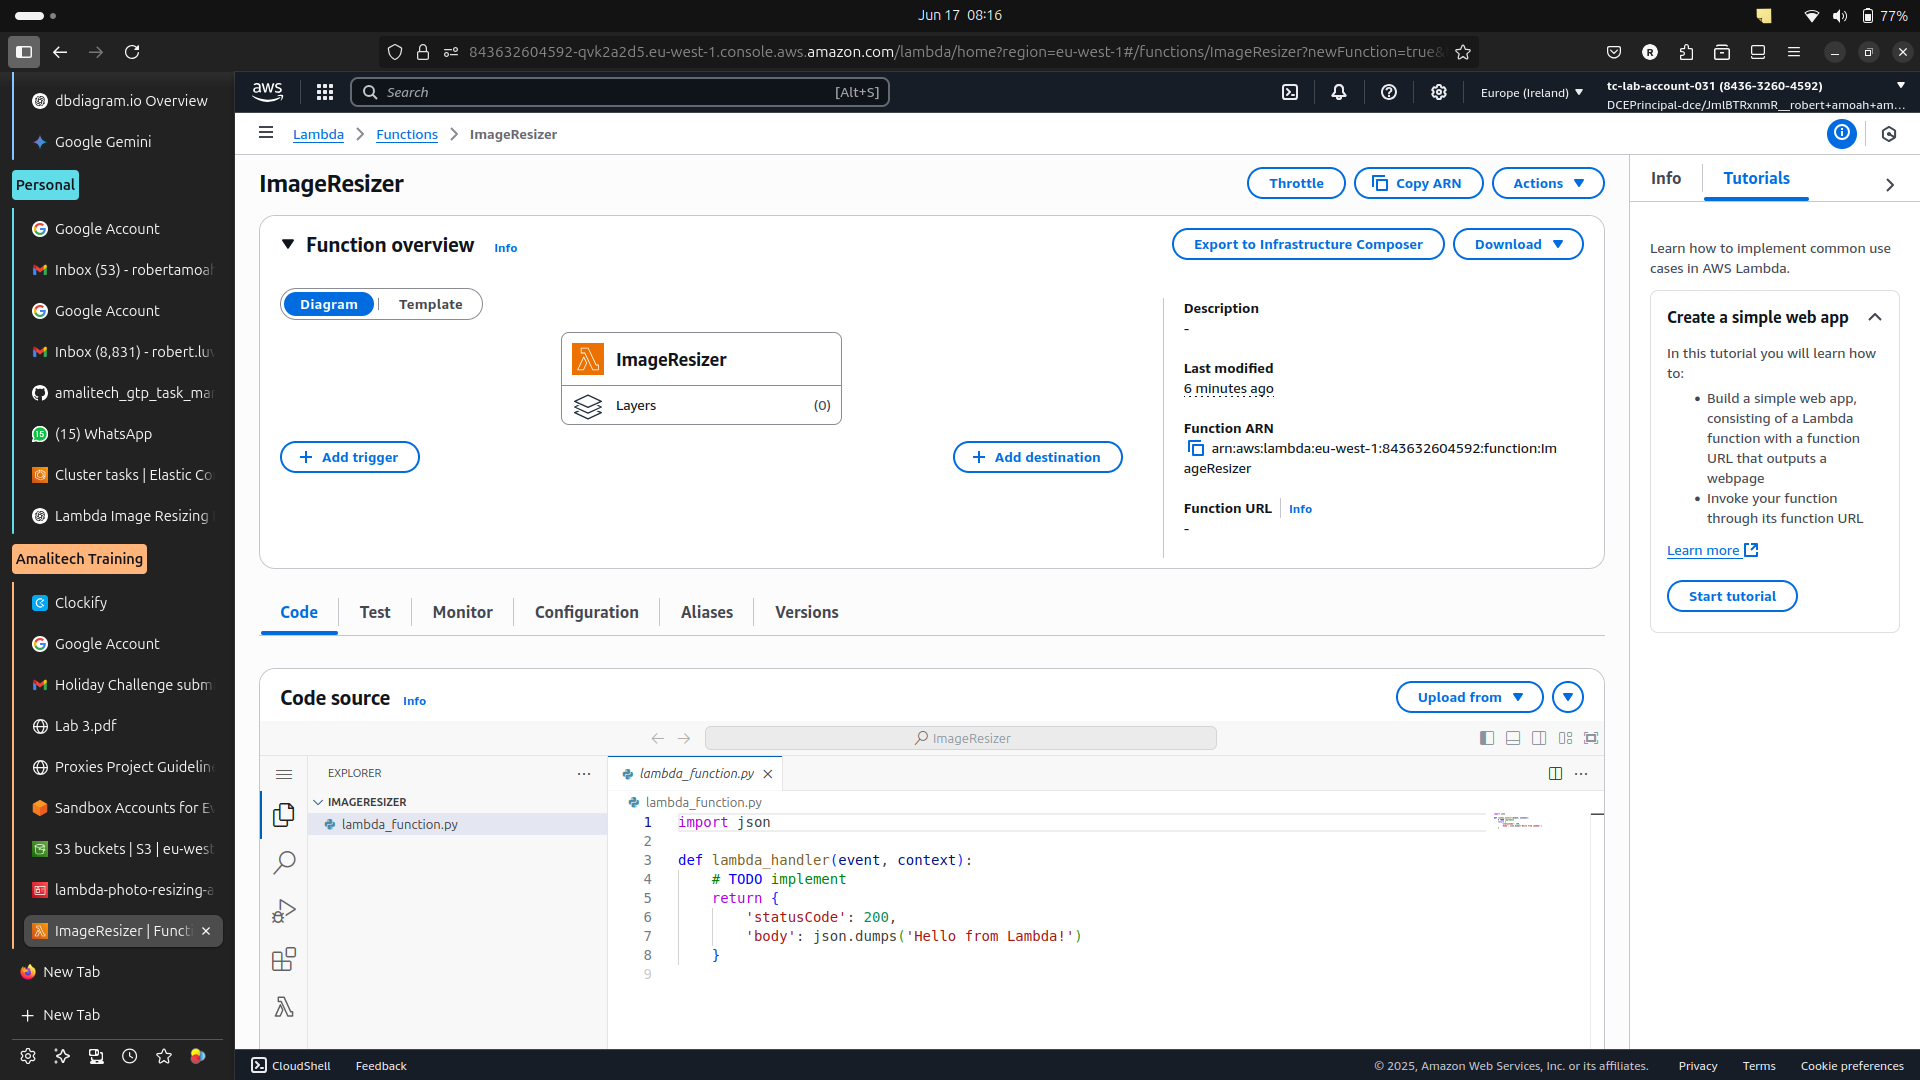 Jun 17 08:16
77%
843632604592-qvk2a2d5.eu-west-1.console.aws.amazon.com/lambda/home?region=eu-west-1#/functions/ImageResizer?newFunction=true&
R
dbdiagram.io Overview
Google Gemini
Personal
Google Account
Inbox (53) - robertamoah
Google Account
Inbox (8,831) - robert.luv
amalitech_gtp_task_ma
(15) WhatsApp
Cluster tasks | Elastic Co
Lambda Image Resizing
Amalitech Training
Clockify
Google Account
Holiday Challenge subm
Lab 3.pdf
Proxies Project Guideline
Sandbox Accounts for Ev
S3 buckets | S3 | eu-west
lambda-photo-resizing-a
ImageResizer | Functi
New Tab
New Tab
aws
Search
[Alt+S]
Europe (Ireland)
tc-lab-account-031 (8436-3260-4592)
DCEPrincipal-dce/JmlBTRxnmR__robert+amoah+am...
Lambda
Functions
ImageResizer
ImageResizer
Throttle
Copy ARN
Actions
Function overview
Info
Export to Infrastructure Composer
Download
Diagram
Template
ImageResizer
Layers
(0)
Add trigger
Add destination
Description
-
Last modified
6 minutes ago
Function ARN
arn:aws:lambda:eu-west-1:843632604592:function:Im
ageResizer
Function URL
Info
-
Code
Test
Monitor
Configuration
Aliases
Versions
Code source
Info
Upload from
ImageResizer
EXPLORER
IMAGERESIZER
lambda_function.py
lambda_function.py
lambda_function.py
1 import json
2
3 def lambda_handler(event, context):
4 # TODO implement
5 return {
6 'statusCode': 200,
7 'body': json.dumps('Hello from Lambda!')
8 }
9
Info
Tutorials
Learn how to implement common use
cases in AWS Lambda.
Create a simple web app
In this tutorial you will learn how
to:
• Build a simple web app,
consisting of a Lambda
function with a function
URL that outputs a
webpage
• Invoke your function
through its function URL
Learn more
Start tutorial
CloudShell
Feedback
© 2025, Amazon Web Services, Inc. or its affiliates.
Privacy
Terms
Cookie preferences